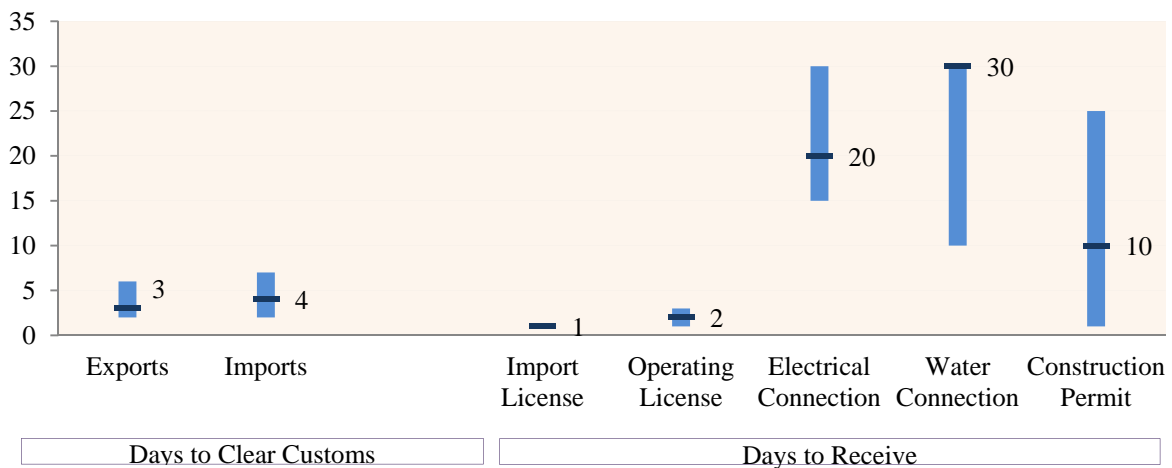 35
30
25
20
15
10
5
0
3
4
1
2
20
30
10
Exports
Imports
Import
License
Operating
License
Electrical
Connection
Water
Connection
Construction
Permit
Days to Clear Customs
Days to Receive